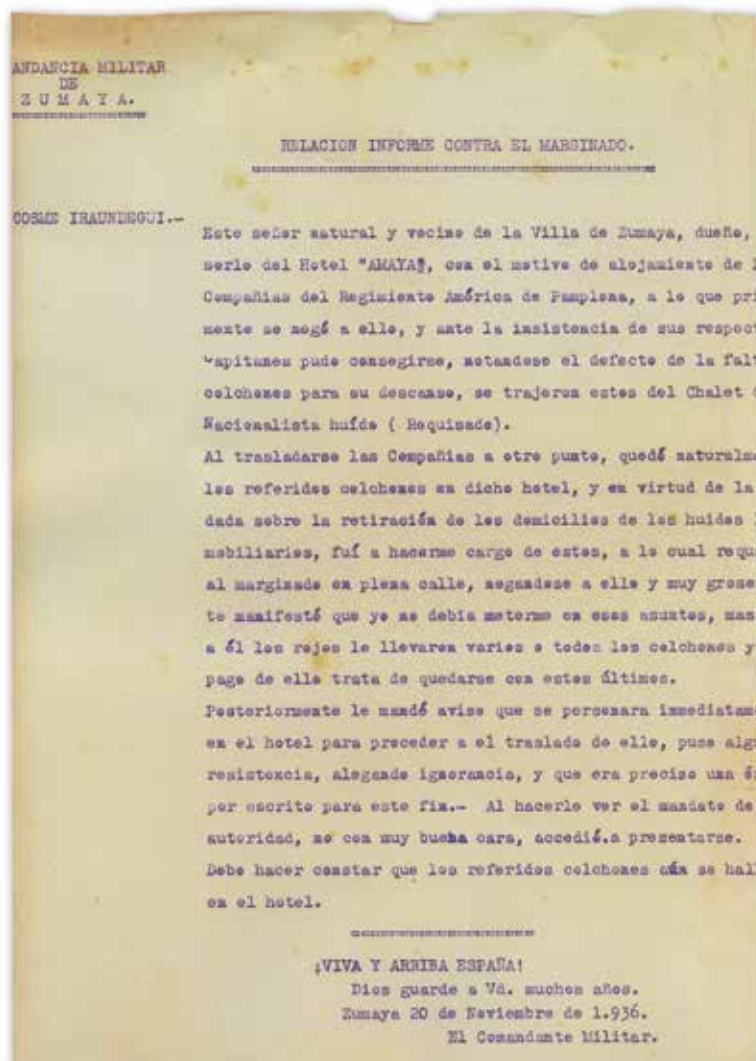 ANDANCIA MILITAR
DE
Z U M A Y A.
RELACION INFORME CONTRA EL MARGINADO.
COSME IRAUNDEGUI.-
Este señor natural y vecino de la Villa de Zumaya, dueño,
serlo del Hotel "AMAYA", con el motivo de alojamiento de
Compañias del Regimiento América de Pamplona, a lo que pri
mente se negó a ello, y ante la insistencia de sus respect
Capitanes pudo consegirse, notandose el defecto de la falt
colchones para su descanso, se trajeron estos del Chalet
Nacionalista huído ( Requisado).
Al trasladarse las Compañias a otro punto, quedó naturalme
los referidos colchones en dicho hotel, y en virtud de la
dada sobre la retiración de los domicilios de los huidos
mobiliarios, fuí a hacerme cargo de estos, a lo cual requ
al marginado en plena calle, negandose a ello y muy grose
te manifestó que yo no debia meterme en esos asuntos, mas
a él los rojos le llevaron varios o todos los colchones y
pago de ello trata de quedarse con estos últimos.
Posteriormente le mandó aviso que se personara immediatame
en el hotel para proceder a el traslado de ello, puso algu
resistencia, alegando ignorancia, y que era preciso una ó
por escrito para este fin.- Al hacerle ver el mandato de
autoridad, no con muy buena cara, accedió.a presentarse.
Debo hacer constar que los referidos colchones aún se hal
en el hotel.
¡VIVA Y ARRIBA ESPAÑA!
Dios guarde a Vd. muchos años.
Zumaya 20 de Noviembre de 1.936.
El Comandante Militar.